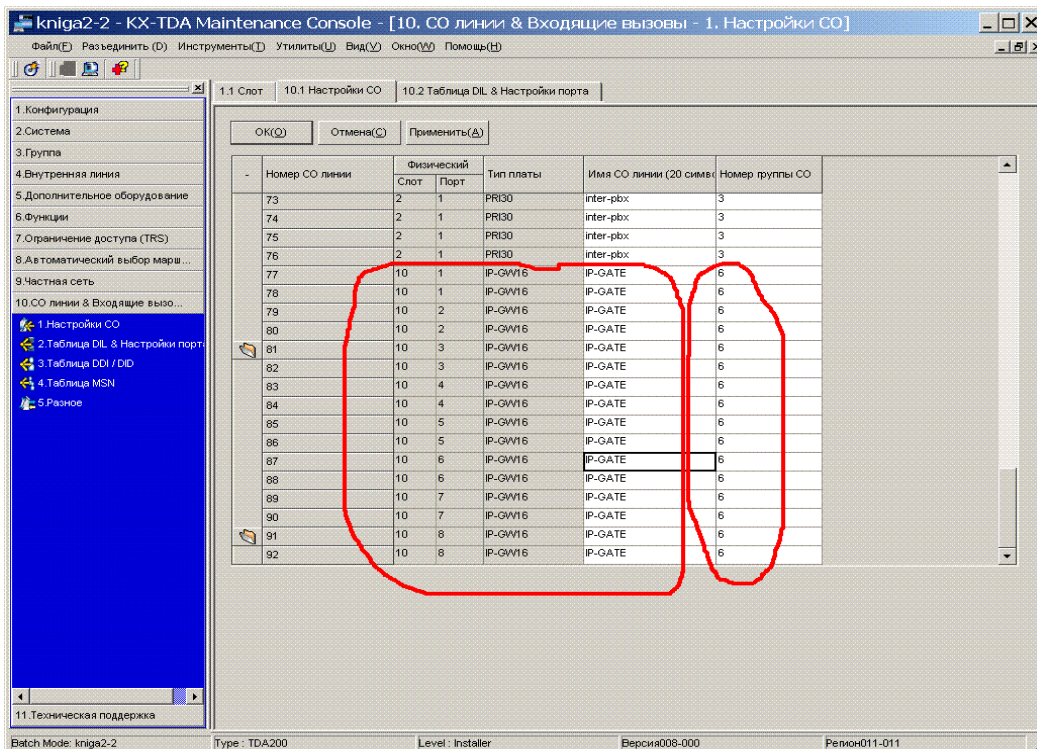 kniga2-2 - KX-TDA Maintenance Console - [10. СО линии & Входящие вызовы - 1. Настройки СО]
Файл(F) Разъединить (D) Инструменты(T) Утилиты(U) Вид(V) Окно(W) Помощь(H)
1.1 Слот 10.1 Настройки СО 10.2 Таблица DIL & Настройки порта
1.Конфигурация
2.Система
3.Группа
4.Внутренняя линия
5.Дополнительное оборудование
6.Функции
7.Ограничение доступа (TRS)
8.Автоматический выбор марш...
9.Частная сеть
10.СО линии & Входящие вызо...
1.Настройки СО
2.Таблица DIL & Настройки порт
3.Таблица DDI / DID
4.Таблица MSN
5.Разное
11.Техническая поддержка
ОК(O) Отмена(C) Применить(A)
- Номер СО линии Физический Тип платы Имя СО линии (20 симво Номер группы СО
Слот Порт
73 2 1 PRI30 inter-pbx 3
74 2 1 PRI30 inter-pbx 3
75 2 1 PRI30 inter-pbx 3
76 2 1 PRI30 inter-pbx 3
77 10 1 IP-GW16 IP-GATE 6
78 10 1 IP-GW16 IP-GATE 6
79 10 2 IP-GW16 IP-GATE 6
80 10 2 IP-GW16 IP-GATE 6
81 10 3 IP-GW16 IP-GATE 6
82 10 3 IP-GW16 IP-GATE 6
83 10 4 IP-GW16 IP-GATE 6
84 10 4 IP-GW16 IP-GATE 6
85 10 5 IP-GW16 IP-GATE 6
86 10 5 IP-GW16 IP-GATE 6
87 10 6 IP-GW16 IP-GATE 6
88 10 6 IP-GW16 IP-GATE 6
89 10 7 IP-GW16 IP-GATE 6
90 10 7 IP-GW16 IP-GATE 6
91 10 8 IP-GW16 IP-GATE 6
92 10 8 IP-GW16 IP-GATE 6
Batch Mode: kniga2-2 Type : TDA200 Level : Installer Версия008-000 Регион011-011